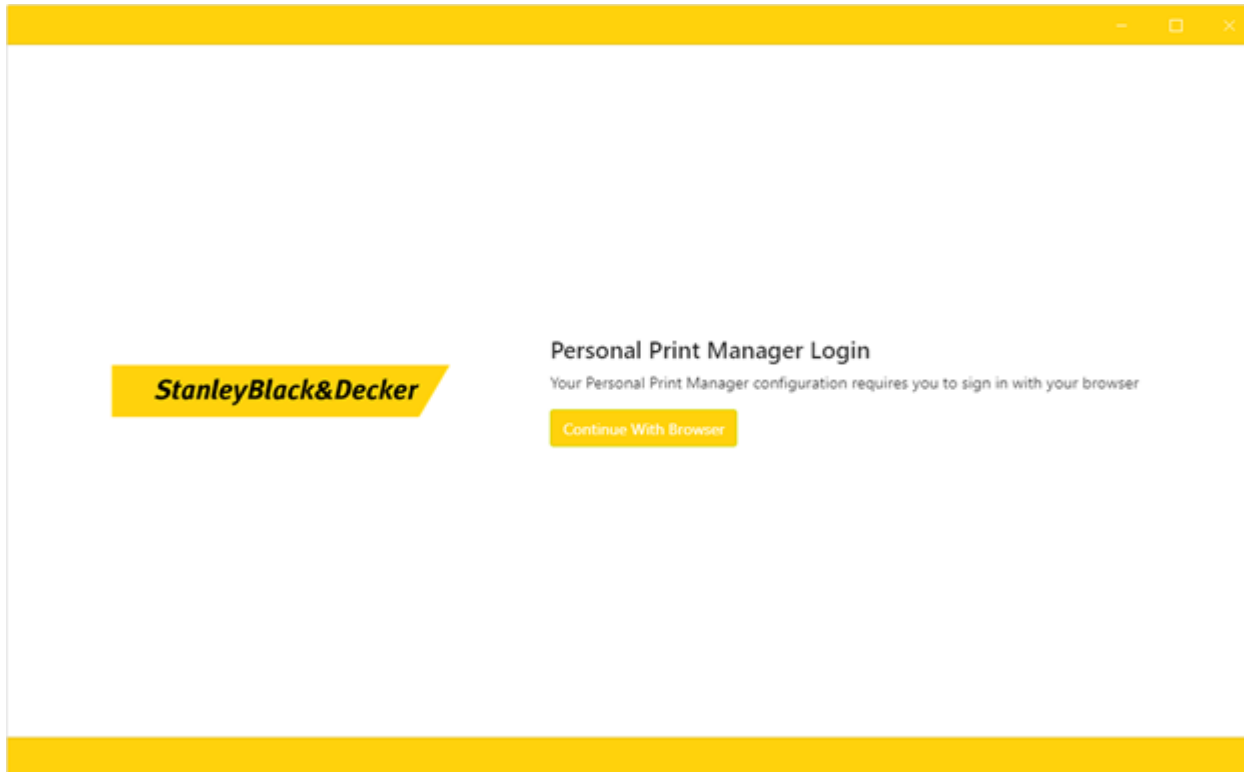 StanleyBlack&Decker
Personal Print Manager Login
Your Personal Print Manager configuration requires you to sign in with your browser
Continue With Browser